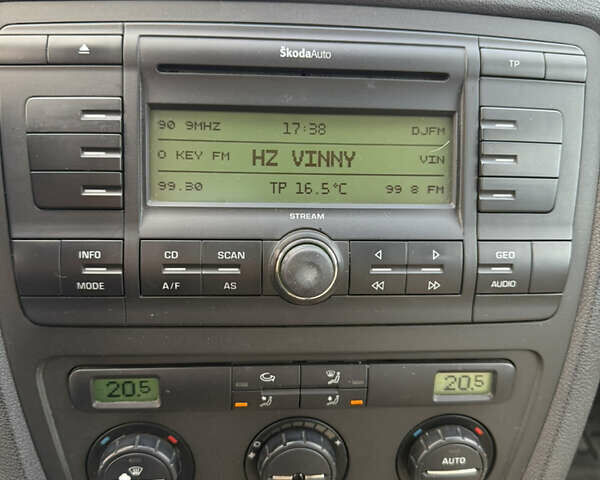 ŠkodaAuto
TP
90 9MHZ 17:38 DJFM
O KEY FM HZ VINNY VIN
99.30 TP 16.5°C 99 8 FM
STREAM
INFO CD SCAN GEO
MODE A/F AS AUDIO
20.5 20.5
AUTO